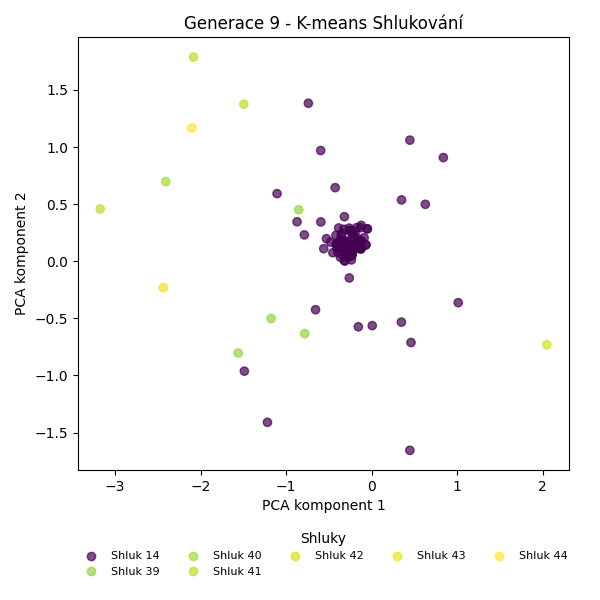 Generace 9 - K-means Shlukování
PCA komponent 2
1.5
1.0
0.5
0.0
−0.5
−1.0
−1.5
−3 −2 −1 0 1 2
PCA komponent 1
Shluky
Shluk 14 Shluk 40 Shluk 42 Shluk 43 Shluk 44
Shluk 39 Shluk 41